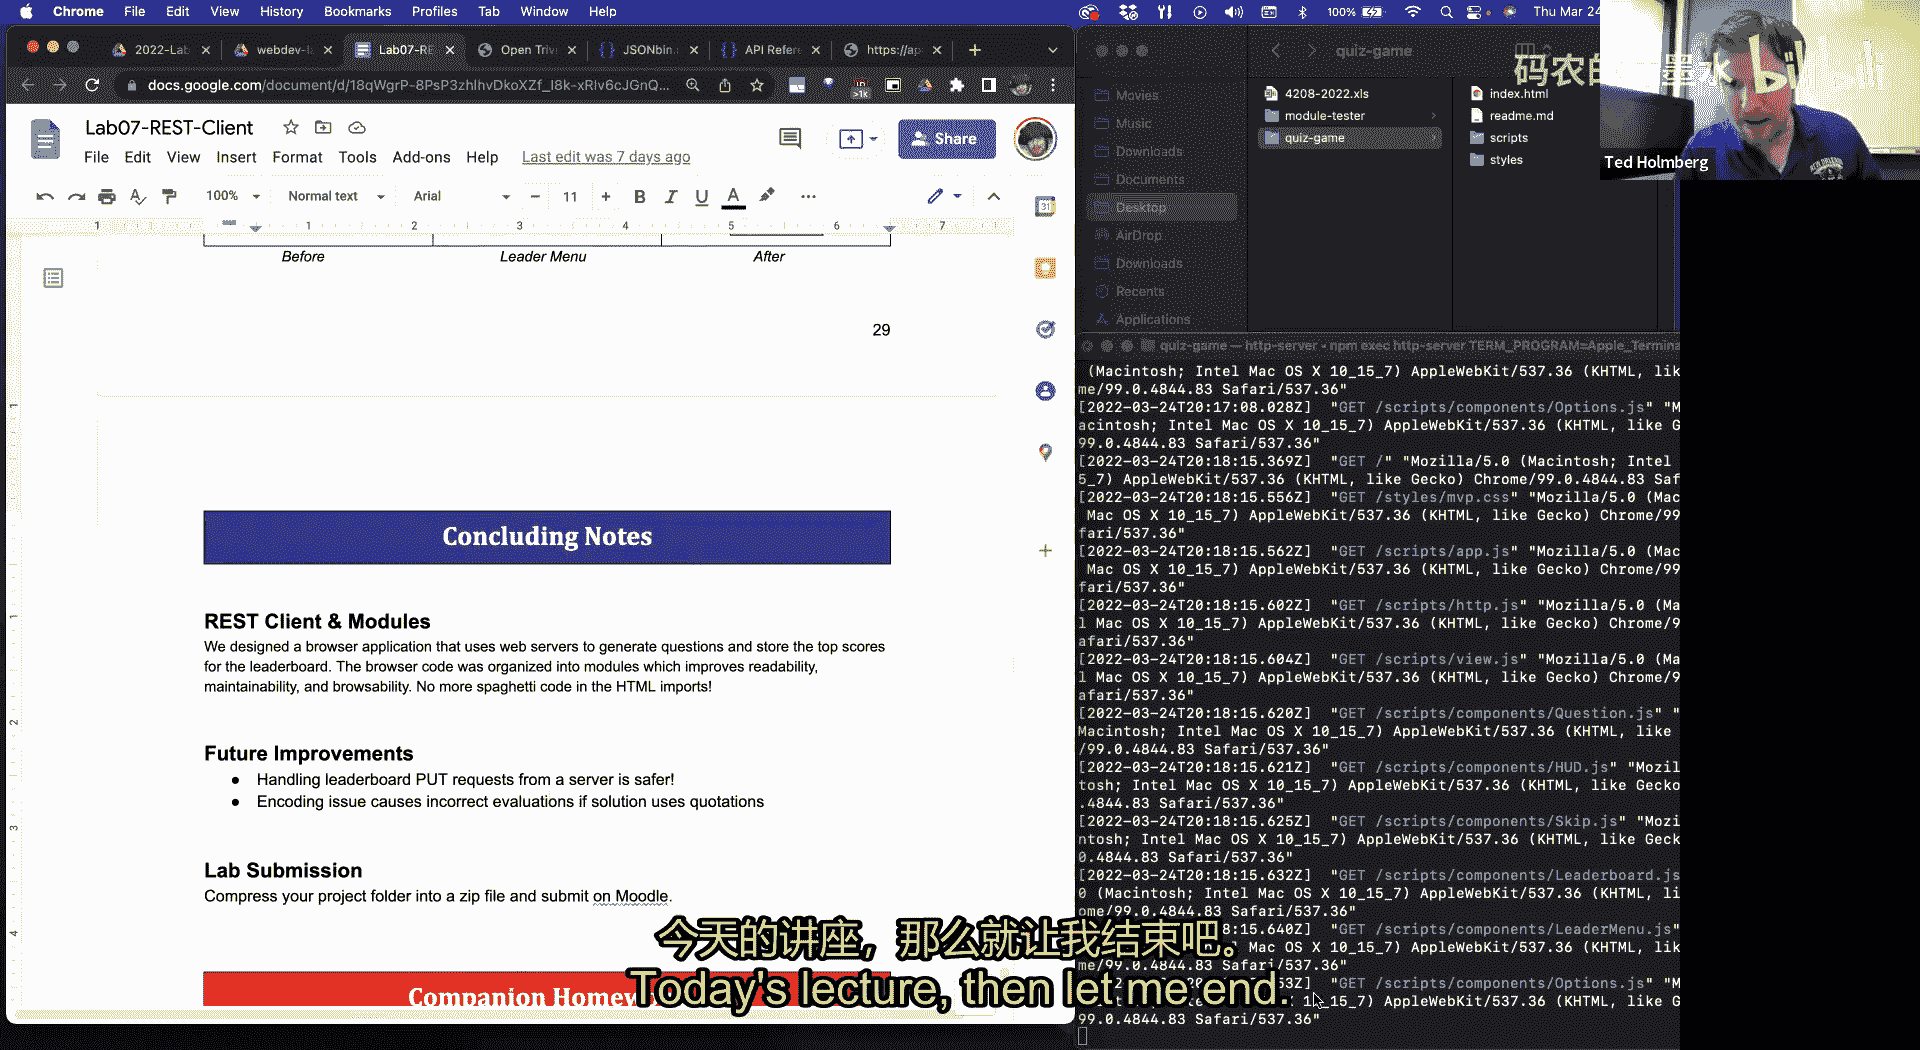 Chrome File Edit View History Bookmarks Profiles Tab Window Help
100% Thu Mar 24
2022-Lab webdev-l Lab07-RE Open Triv JSONbin. API Refere https://ap
docs.google.com/document/d/18qWgrP-8PsP3zhlhvDkoXZf_I8k-xRlv6cJGnQ...
Lab07-REST-Client
Share
File Edit View Insert Format Tools Add-ons Help Last edit was 7 days ago
100% Normal text Arial 11 B I U A
1 1 2 3 4 5 6 7
Before Leader Menu After
29
Concluding Notes
REST Client & Modules
We designed a browser application that uses web servers to generate questions and store the top scores
for the leaderboard. The browser code was organized into modules which improves readability,
maintainability, and browsability. No more spaghetti code in the HTML imports!
Future Improvements
● Handling leaderboard PUT requests from a server is safer!
● Encoding issue causes incorrect evaluations if solution uses quotations
Lab Submission
Compress your project folder into a zip file and submit on Moodle.
Companion Homew
quiz-game
Movies
Music
Downloads
Documents
Desktop
AirDrop
Downloads
Recents
Applications
4208-2022.xls
module-tester
quiz-game
index.html
readme.md
scripts
styles
码农的 墨水 bilibili
Ted Holmberg
quiz-game — http-server ‹ npm exec http-server TERM_PROGRAM=Apple_Termina
(Macintosh; Intel Mac OS X 10_15_7) AppleWebKit/537.36 (KHTML, lik
me/99.0.4844.83 Safari/537.36"
[2022-03-24T20:17:08.028Z] "GET /scripts/components/Options.js" "M
acintosh; Intel Mac OS X 10_15_7) AppleWebKit/537.36 (KHTML, like G
99.0.4844.83 Safari/537.36"
[2022-03-24T20:18:15.369Z] "GET /" "Mozilla/5.0 (Macintosh; Intel
5_7) AppleWebKit/537.36 (KHTML, like Gecko) Chrome/99.0.4844.83 Saf
[2022-03-24T20:18:15.556Z] "GET /styles/mvp.css" "Mozilla/5.0 (Mac
Mac OS X 10_15_7) AppleWebKit/537.36 (KHTML, like Gecko) Chrome/99
fari/537.36"
[2022-03-24T20:18:15.562Z] "GET /scripts/app.js" "Mozilla/5.0 (Mac
Mac OS X 10_15_7) AppleWebKit/537.36 (KHTML, like Gecko) Chrome/99
fari/537.36"
[2022-03-24T20:18:15.602Z] "GET /scripts/http.js" "Mozilla/5.0 (Ma
l Mac OS X 10_15_7) AppleWebKit/537.36 (KHTML, like Gecko) Chrome/9
afari/537.36"
[2022-03-24T20:18:15.604Z] "GET /scripts/view.js" "Mozilla/5.0 (Ma
l Mac OS X 10_15_7) AppleWebKit/537.36 (KHTML, like Gecko) Chrome/9
afari/537.36"
[2022-03-24T20:18:15.620Z] "GET /scripts/components/Question.js" "
Macintosh; Intel Mac OS X 10_15_7) AppleWebKit/537.36 (KHTML, like
/99.0.4844.83 Safari/537.36"
[2022-03-24T20:18:15.621Z] "GET /scripts/components/HUD.js" "Mozil
tosh; Intel Mac OS X 10_15_7) AppleWebKit/537.36 (KHTML, like Gecko
.4844.83 Safari/537.36"
[2022-03-24T20:18:15.625Z] "GET /scripts/components/Skip.js" "Mozi
ntosh; Intel Mac OS X 10_15_7) AppleWebKit/537.36 (KHTML, like Geck
0.4844.83 Safari/537.36"
[2022-03-24T20:18:15.632Z] "GET /scripts/components/Leaderboard.js
0 (Macintosh; Intel Mac OS X 10_15_7) AppleWebKit/537.36 (KHTML, li
ome/99.0.4844.83 Safari/537.36"
.640Z] "GET /scripts/components/LeaderMenu.js"
Mac OS X 10_15_7) AppleWebKit/537.36 (KHTML, lik
me/99.0.4844.83 Safari/537.36"
53Z] "GET /scripts/components/Options.js" "M
1_15_7) AppleWebKit/537.36 (KHTML, like G
99.0.4844.83 Safari/537.36"
今天的讲座，那么就让我结束吧。
Today's lecture, then let me end.